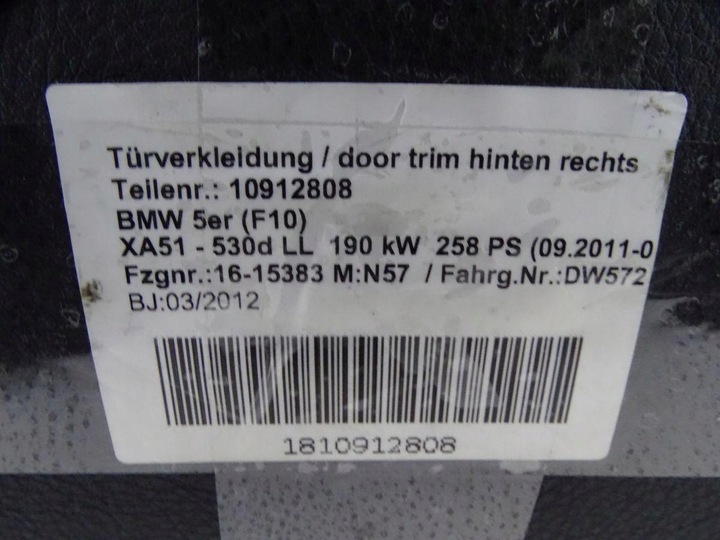 Türverkleidung / door trim hinten rechts
Teilenr.: 10912808
BMW 5er (F10)
XA51 - 530d LL 190 kW 258 PS (09.2011-0
Fzgnr.:16-15383 M:N57 / Fahrg.Nr.:DW572
BJ:03/2012
1810912808